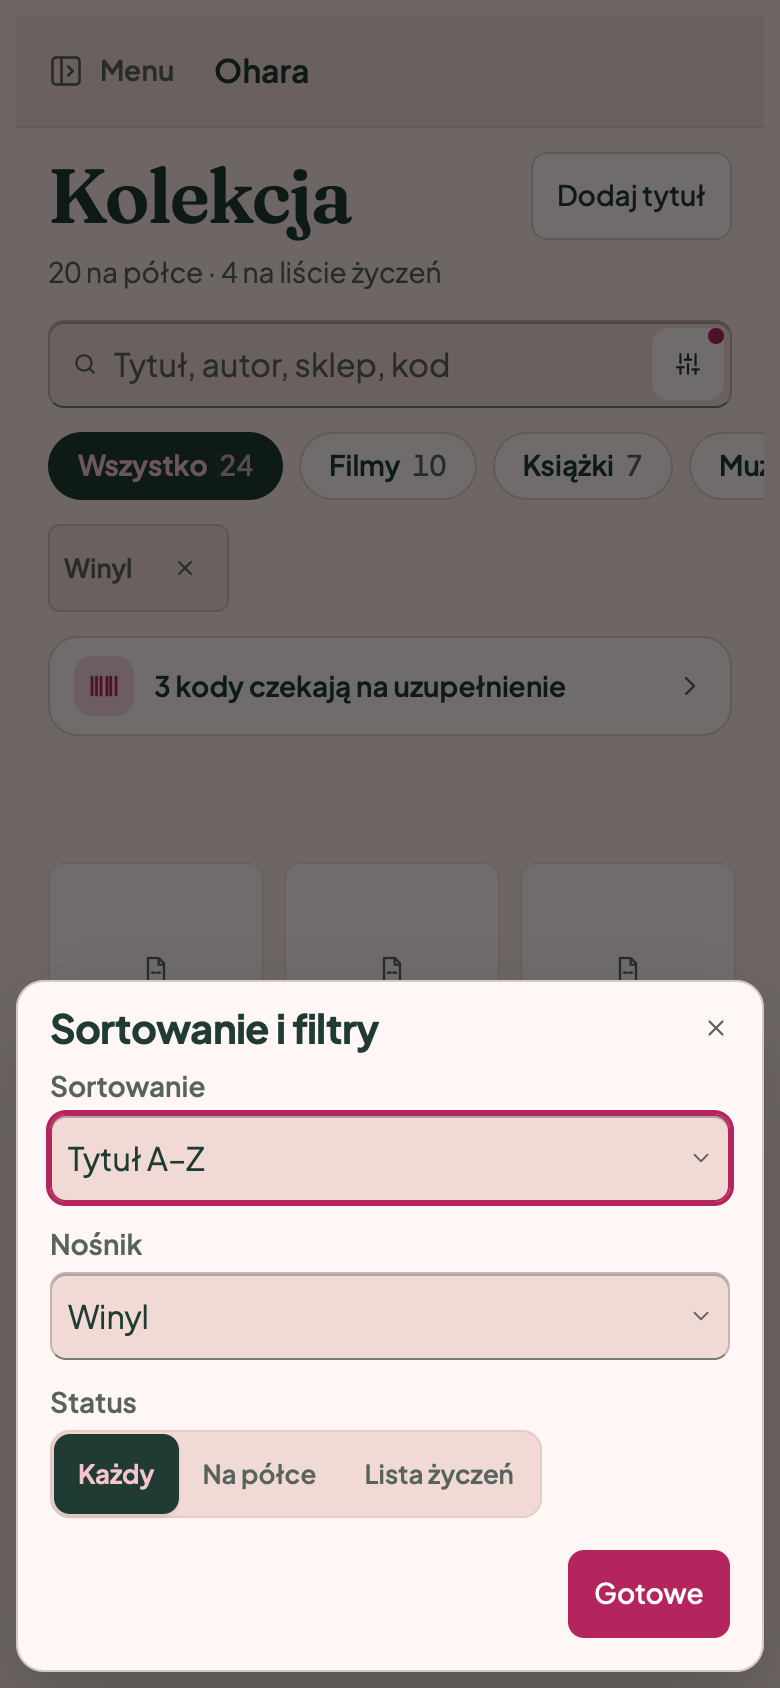 Menu Ohara
Kolekcja
Dodaj tytuł
20 na półce · 4 na liście życzeń
Tytuł, autor, sklep, kod
Wszystko 24 Filmy 10 Książki 7 Muz
Winyl
3 kody czekają na uzupełnienie
Sortowanie i filtry
Sortowanie
Tytuł A–Z
Nośnik
Winyl
Status
Każdy Na półce Lista życzeń
Gotowe